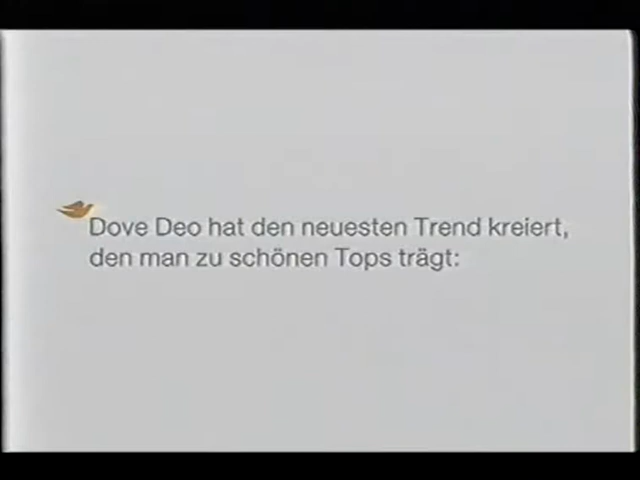 Dove Deo hat den neuesten Trend kreiert,
den man zu schönen Tops trägt: